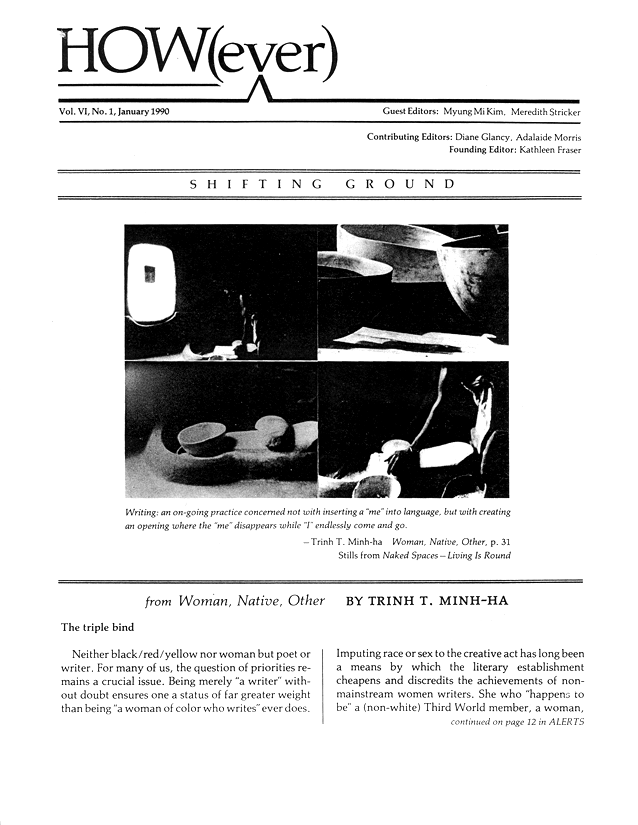 HOW(ever)
Vol. VI, No. 1, January 1990
Guest Editors: Myung Mi Kim, Meredith Stricker
Contributing Editors: Diane Glancy, Adalaide Morris
Founding Editor: Kathleen Fraser
SHIFTING GROUND
Writing: an on-going practice concerned not with inserting a "me" into language, but with creating
an opening where the "me" disappears while "I" endlessly come and go.
—Trinh T. Minh-ha Woman, Native, Other, p. 31
Stills from Naked Spaces—Living Is Round
from Woman, Native, Other BY TRINH T. MINH-HA
The triple bind
Neither black/red/yellow nor woman but poet or
writer. For many of us, the question of priorities re-
mains a crucial issue. Being merely "a writer" with-
out doubt ensures one a status of far greater weight
than being "a woman of color who writes" ever does.
Imputing race or sex to the creative act has long been
a means by which the literary establishment
cheapens and discredits the achievements of non-
mainstream women writers. She who "happens to
be" a (non-white) Third World member, a woman,
continued on page 12 in ALERTS